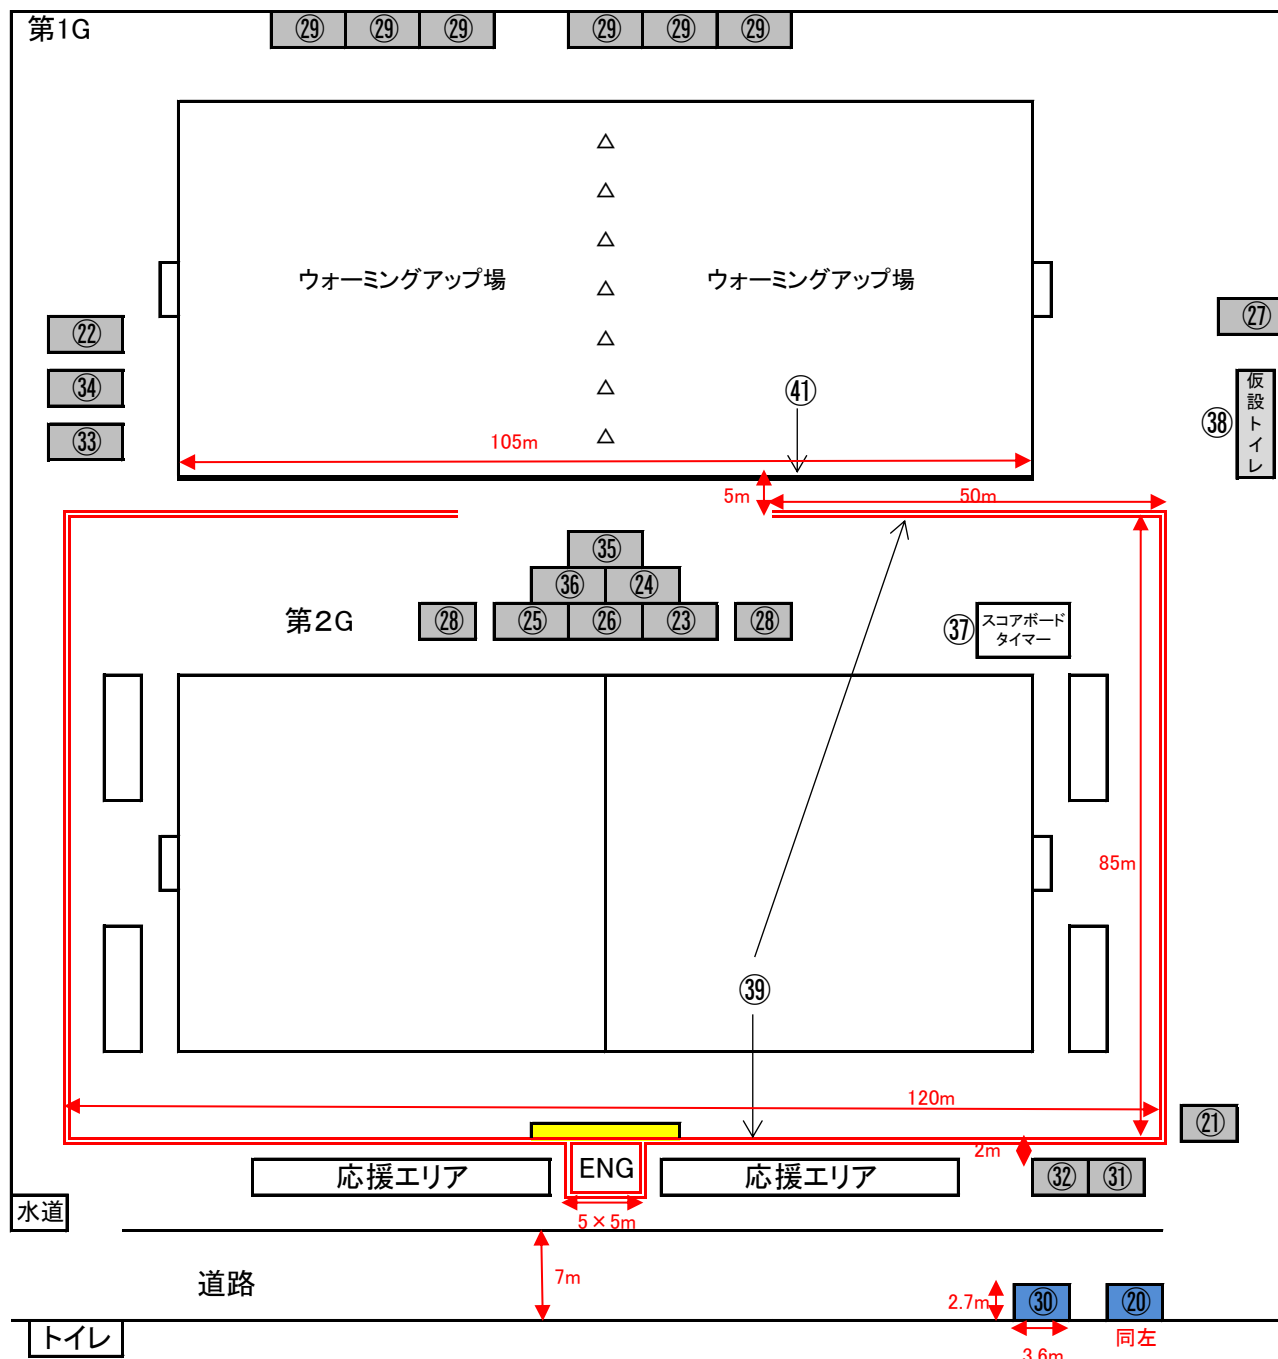 第1G
㉙ ㉙ ㉙ ㉙ ㉙ ㉙
△
△
△
△
△
△
△
ウォーミングアップ場 ウォーミングアップ場
㉒
㉞
㉝
㉗
仮設トイレ
㊳
㊶
105m
5m
50m
㉟
㊱ ㉔
第2G
㉘ ㉕ ㉖ ㉓ ㉘
㊲
スコアボード
タイマー
85m
㊴
120m
㉑
2m
応援エリア ENG 応援エリア
㉜ ㉛
水道
5×5m
道路
7m
2.7m
㉚ ⑳
同左
トイレ
3.6m